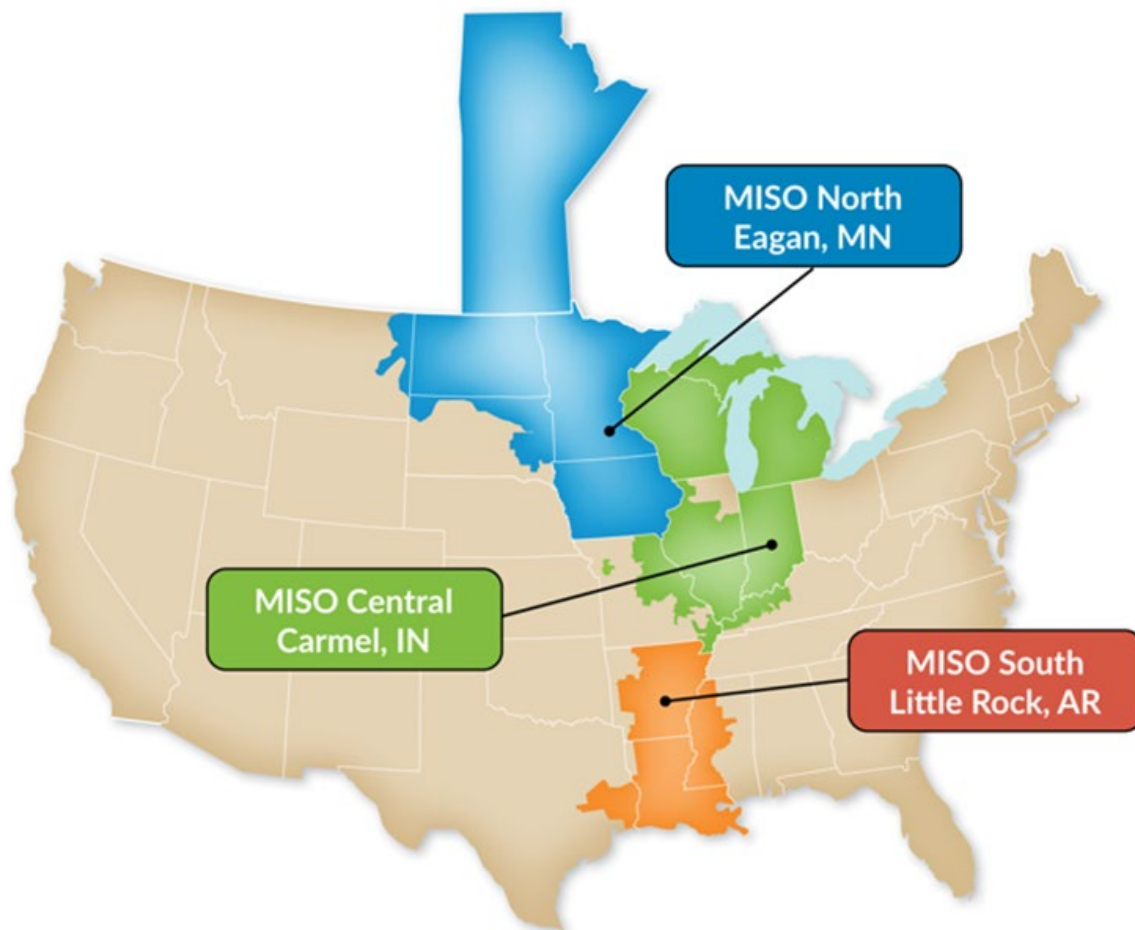 MISO North
Eagan, MN
MISO Central
Carmel, IN
MISO South
Little Rock, AR